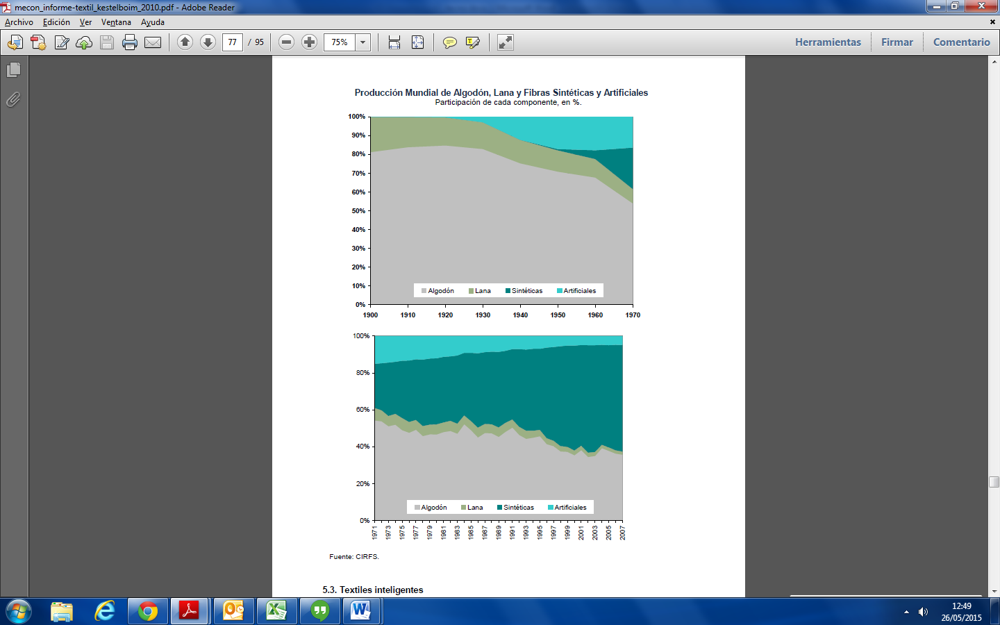 mecon_informe-textil_kestelboim_2010.pdf - Adobe Reader
Archivo Edición Ver Ventana Ayuda
77 / 95 75% Herramientas Firmar Comentario
Producción Mundial de Algodón, Lana y Fibras Sintéticas y Artificiales
Participación de cada componente, en %.
100%
90%
80%
70%
60%
50%
40%
30%
20%
10%
0%
Algodón Lana Sintéticas Artificiales
1900 1910 1920 1930 1940 1950 1960 1970
100%
80%
60%
40%
20%
0%
Algodón Lana Sintéticas Artificiales
1971 1973 1975 1977 1979 1981 1983 1985 1987 1989 1991 1993 1995 1997 1999 2001 2003 2005 2007
Fuente: CIRFS.
5.3. Textiles inteligentes
12:49
26/05/2015